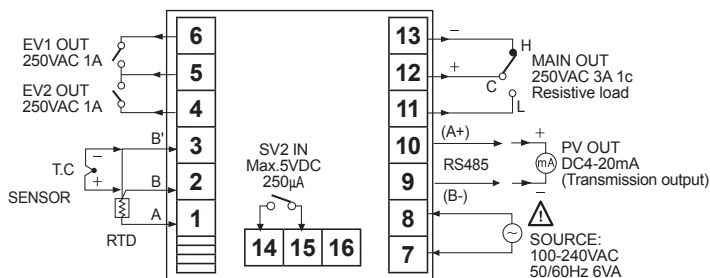 EV1 OUT
250VAC 1A
EV2 OUT
250VAC 1A
6
5
4
3
2
1
B'
B
A
T.C
−
+
SENSOR
RTD
SV2 IN
Max.5VDC
250µA
14 15 16
13
12
11
10
9
8
7
−
+
H
C
L
MAIN OUT
250VAC 3A 1c
Resistive load
(A+)
RS485
(B-)
+
mA
−
PV OUT
DC4-20mA
(Transmission output)
!
~
SOURCE:
100-240VAC
50/60Hz 6VA